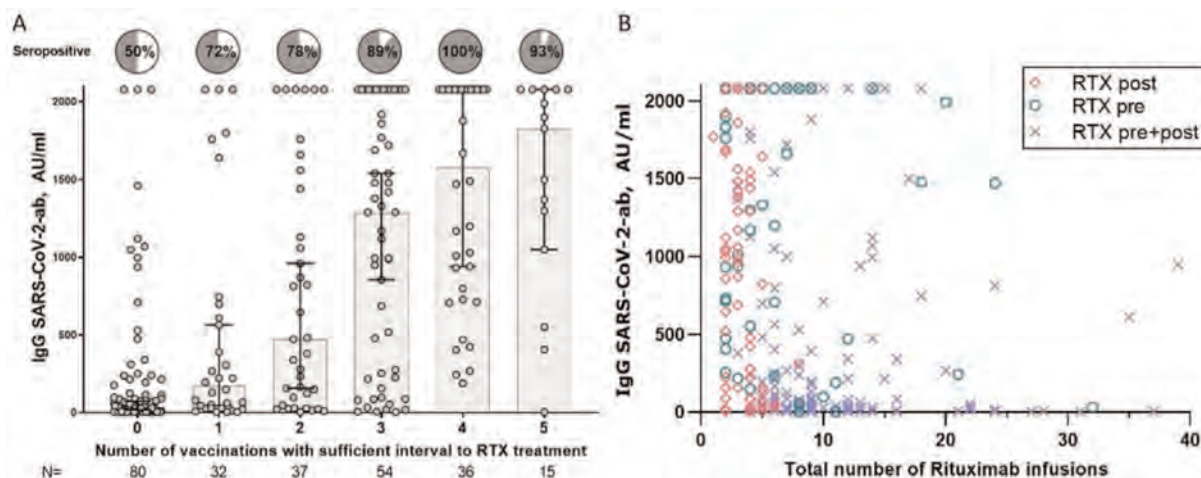 A
Seropositive 50% 72% 78% 89% 100% 93%
IgG SARS-CoV-2-ab, AU/ml
2000
1500
1000
500
0
0 1 2 3 4 5
Number of vaccinations with sufficient interval to RTX treatment
N= 80 32 37 54 36 15
B
RTX post
RTX pre
RTX pre+post
IgG SARS-CoV-2-ab, AU/ml
2000
1500
1000
500
0
0 10 20 30 40
Total number of Rituximab infusions